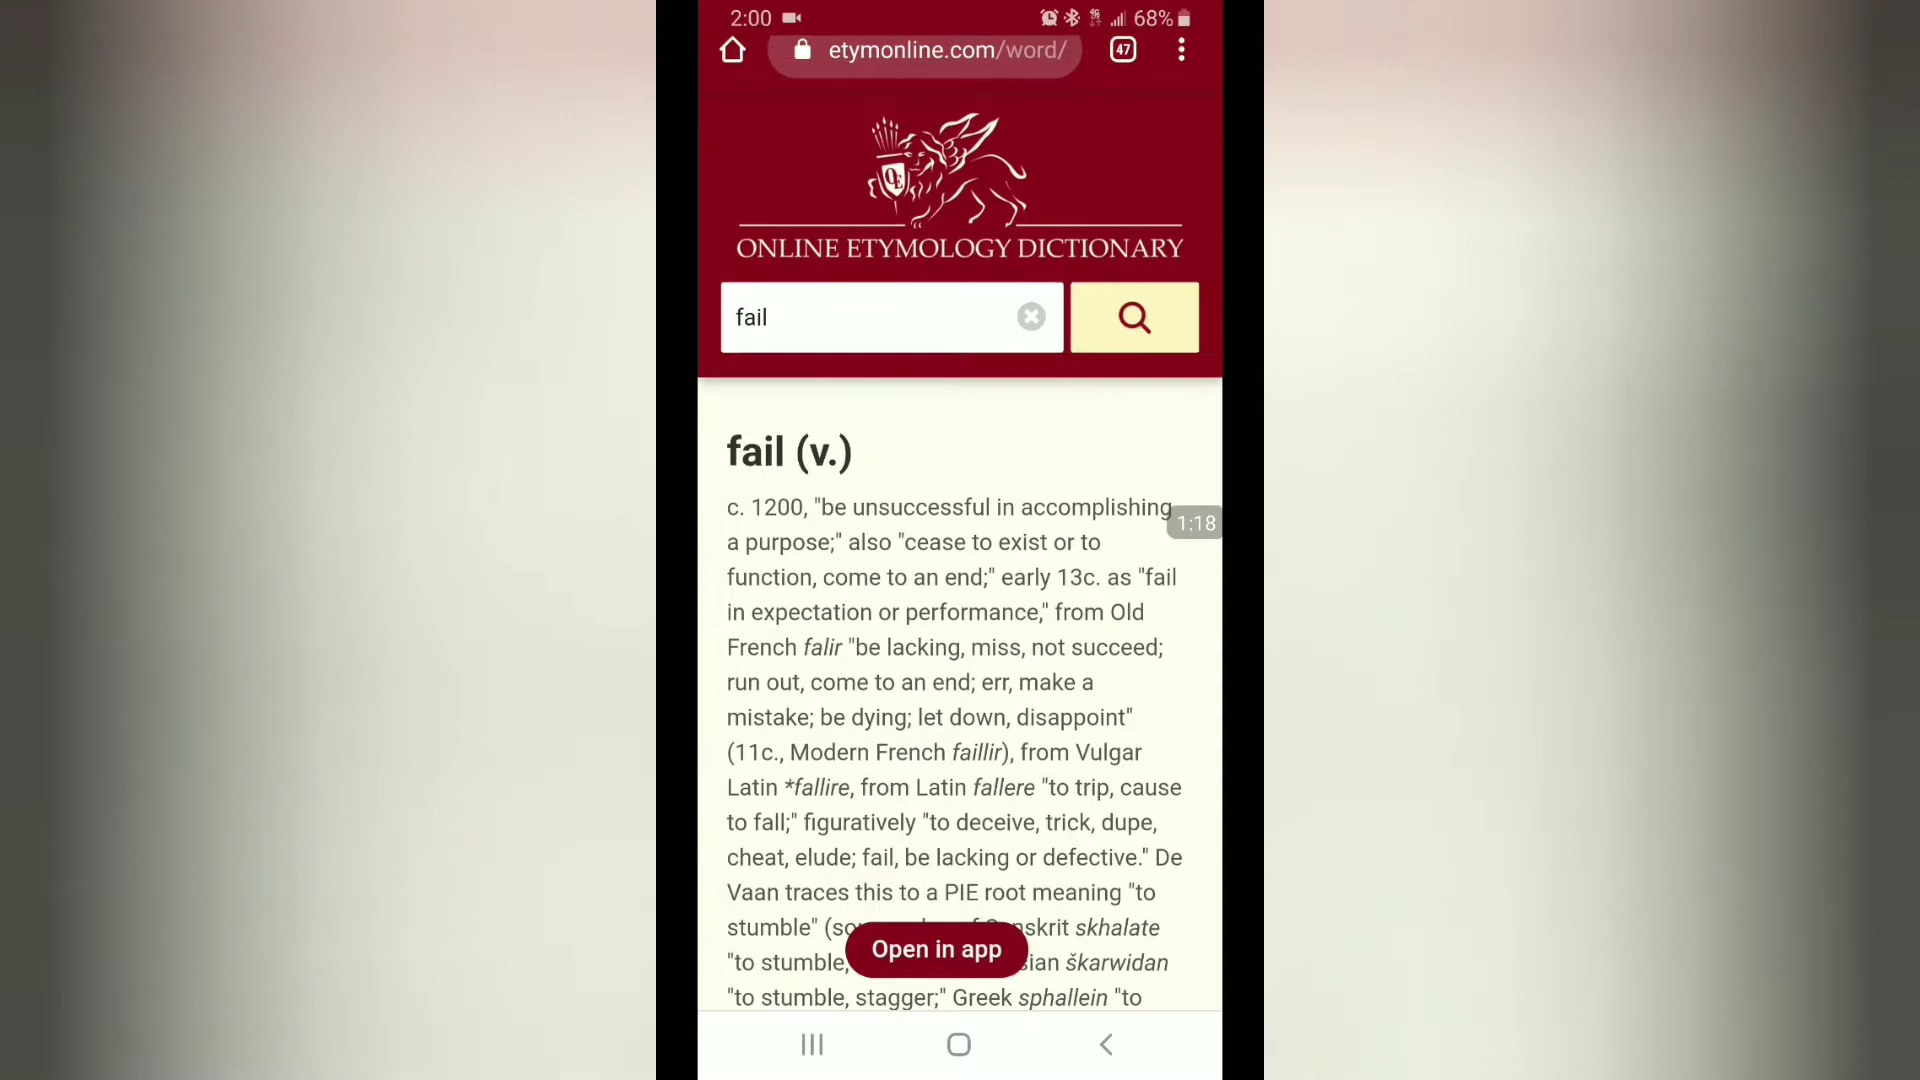 2:00 68%
etymonline.com/word/ 47
OE
ONLINE ETYMOLOGY DICTIONARY
fail
fail (v.)
c. 1200, "be unsuccessful in accomplishing
1:18
a purpose;" also "cease to exist or to
function, come to an end;" early 13c. as "fail
in expectation or performance," from Old
French falir "be lacking, miss, not succeed;
run out, come to an end; err, make a
mistake; be dying; let down, disappoint"
(11c., Modern French faillir), from Vulgar
Latin *fallire, from Latin fallere "to trip, cause
to fall;" figuratively "to deceive, trick, dupe,
cheat, elude; fail, be lacking or defective." De
Vaan traces this to a PIE root meaning "to
stumble" skhalate
"to stumble, škarwidan
Open in app
"to stumble, stagger;" Greek sphallein "to